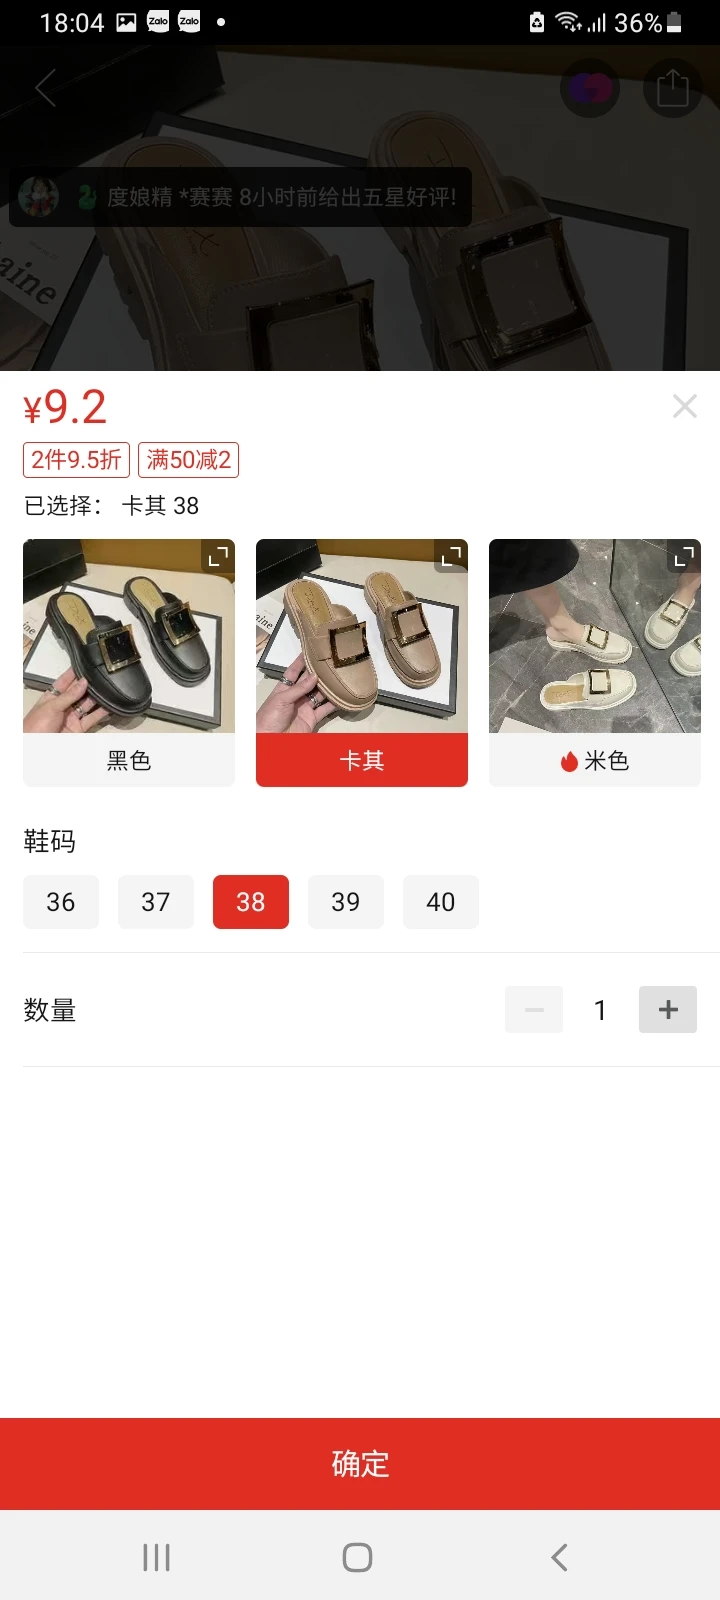 18:04 Zalo Zalo 36%
度娘精 *赛赛 8小时前给出五星好评!
aine
¥9.2
2件9.5折 满50减2
已选择： 卡其 38
黑色 卡其 米色
鞋码
36 37 38 39 40
数量 1
确定